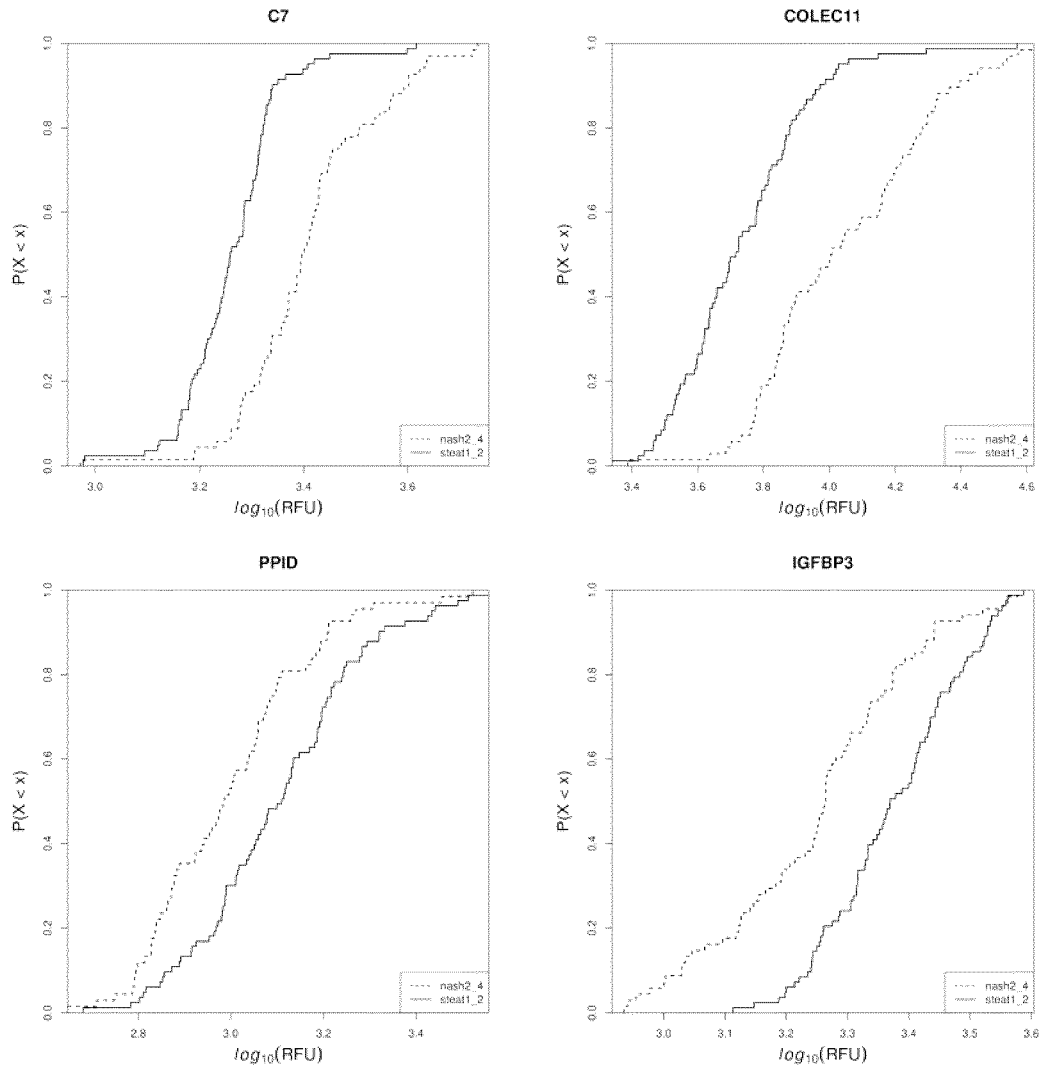 C7
P(X < x)
0.0 0.2 0.4 0.6 0.8 1.0
nash2_4
steat1_2
3.0 3.2 3.4 3.6
log10(RFU)
COLEC11
P(X < x)
0.0 0.2 0.4 0.6 0.8 1.0
nash2_4
steat1_2
3.4 3.6 3.8 4.0 4.2 4.4 4.6
log10(RFU)
PPID
P(X < x)
0.0 0.2 0.4 0.6 0.8 1.0
nash2_4
steat1_2
2.8 3.0 3.2 3.4
log10(RFU)
IGFBP3
P(X < x)
0.0 0.2 0.4 0.6 0.8 1.0
nash2_4
steat1_2
3.0 3.1 3.2 3.3 3.4 3.5 3.6
log10(RFU)